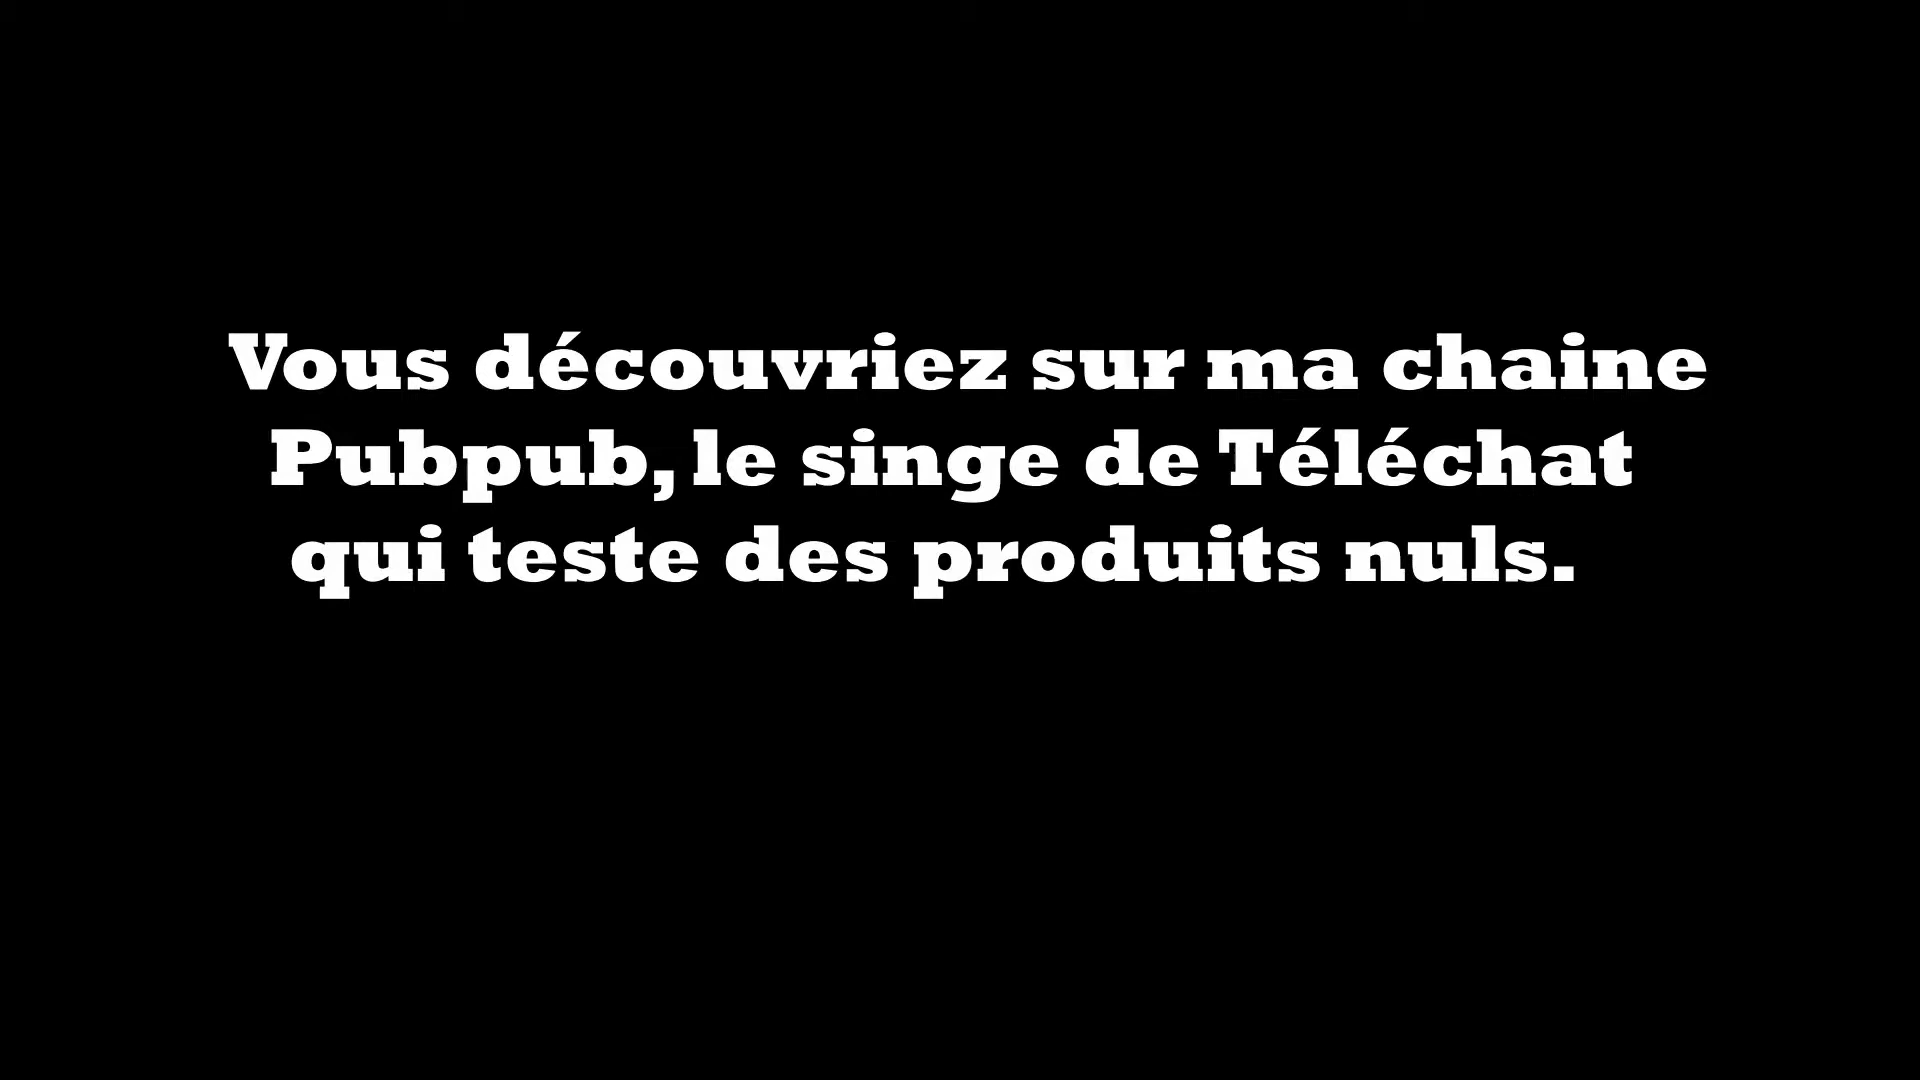 Vous découvriez sur ma chaine
Pubpub, le singe de Téléchat
qui teste des produits nuls.